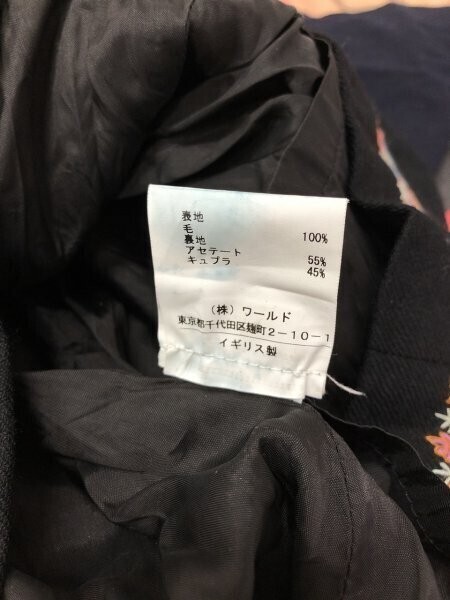 表地
毛 100%
裏地
アセテート 55%
キュプラ 45%
(株) ワールド
東京都千代田区麹町2-10-1
イギリス製